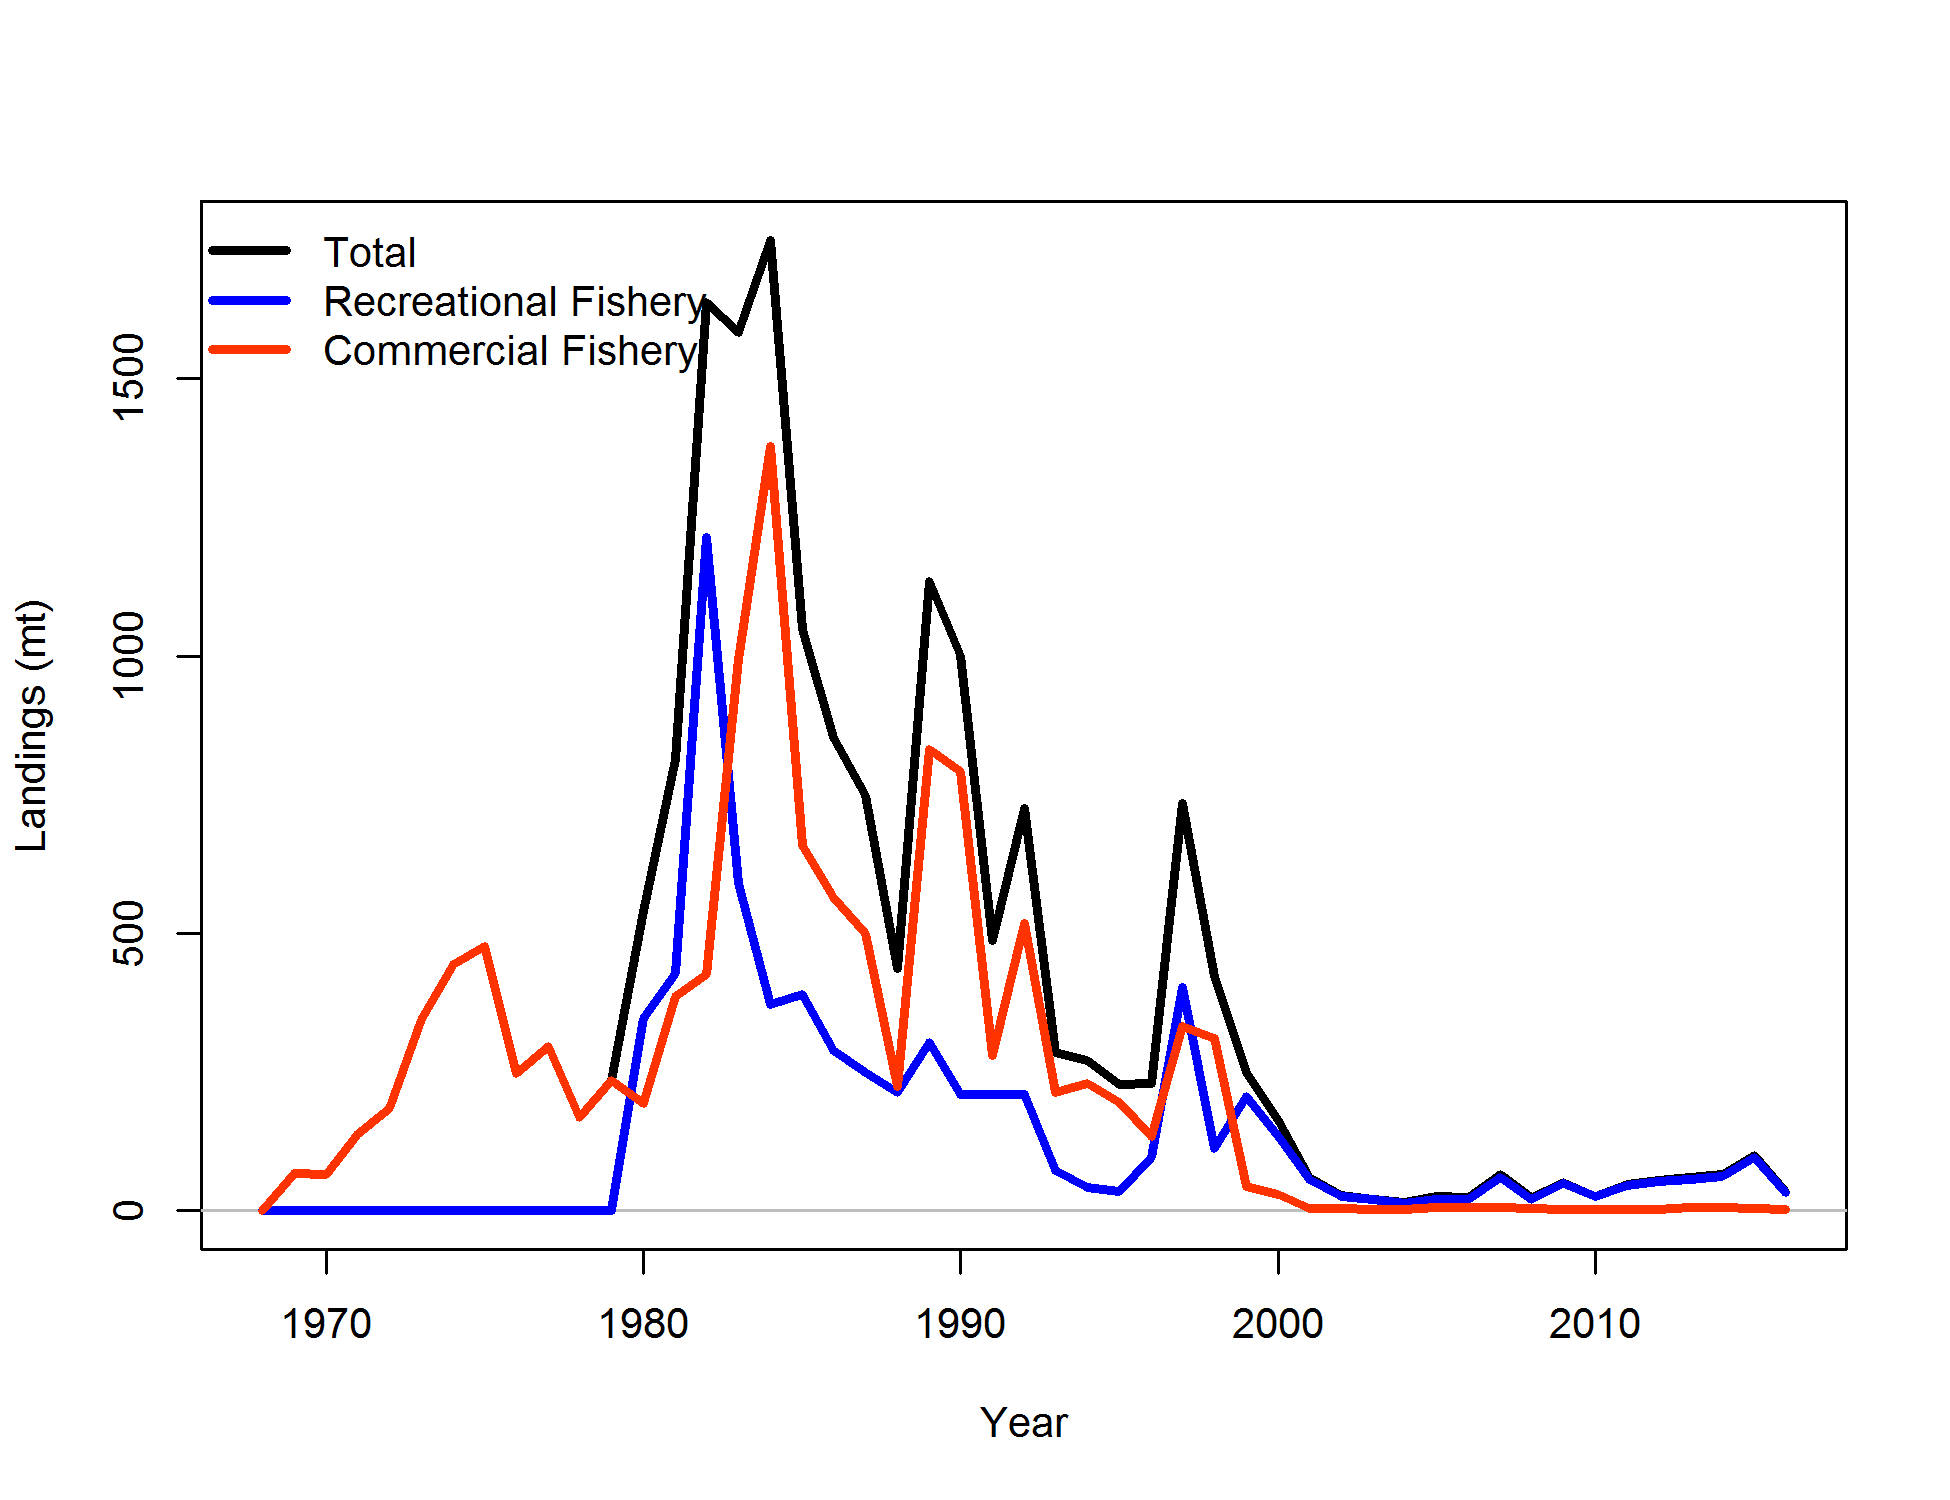 Total
Recreational Fishery
Commercial Fishery
1500
1000
500
0
Landings (mt)
1970 1980 1990 2000 2010
Year